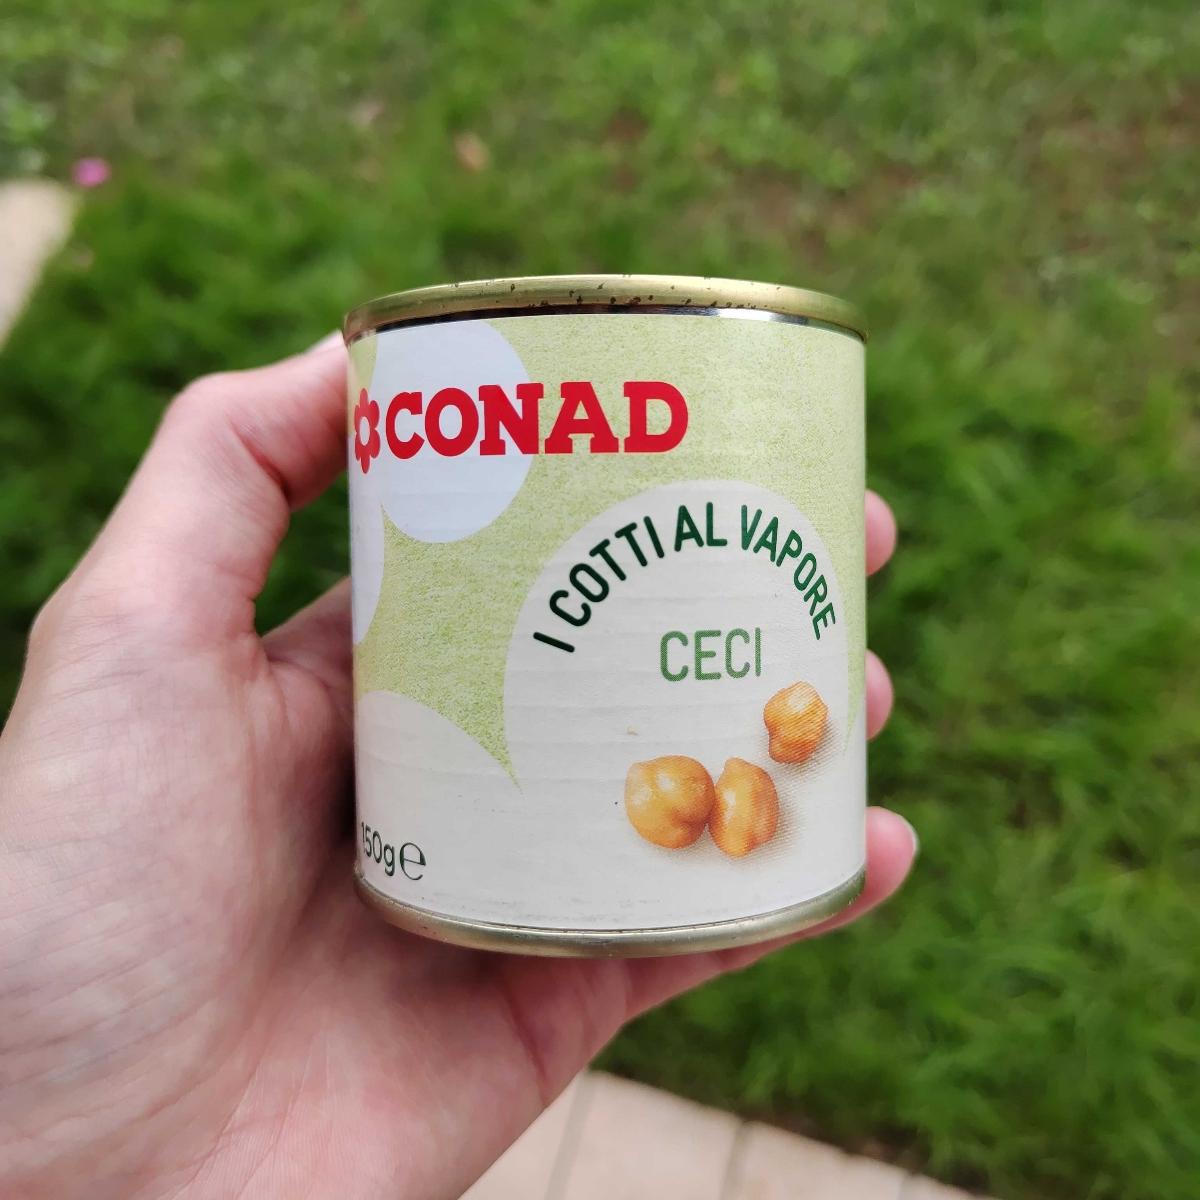 CONAD
I COTTI AL VAPORE
CECI
150g℮